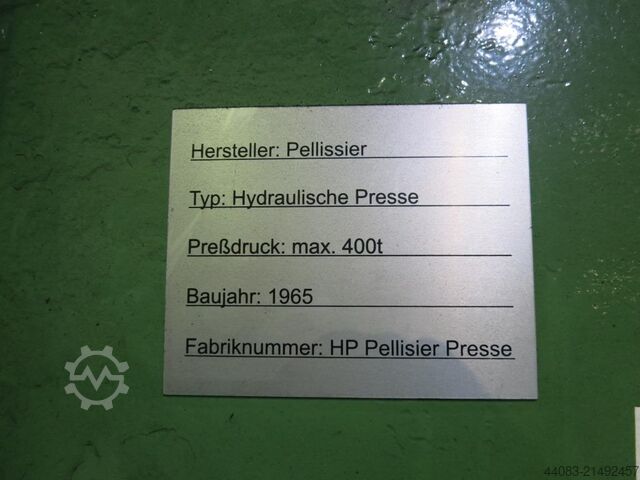 Hersteller: Pellissier
Typ: Hydraulische Presse
Preßdruck: max. 400t
Baujahr: 1965
Fabriknummer: HP Pellisier Presse
44083-21492457